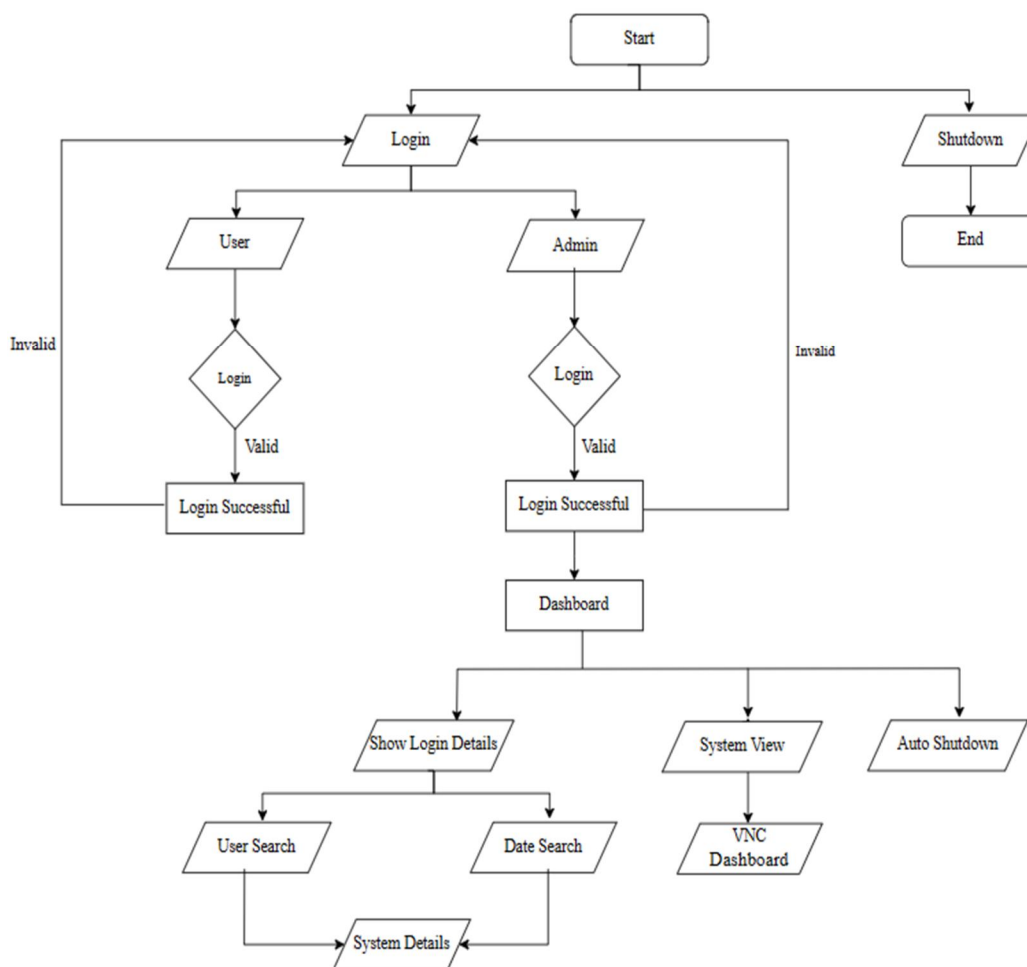 Start
Login
Shutdown
User
Admin
End
Invalid
Login
Login
Invalid
Valid
Valid
Login Successful
Login Successful
Dashboard
Show Login Details
System View
Auto Shutdown
User Search
Date Search
VNC
Dashboard
System Details